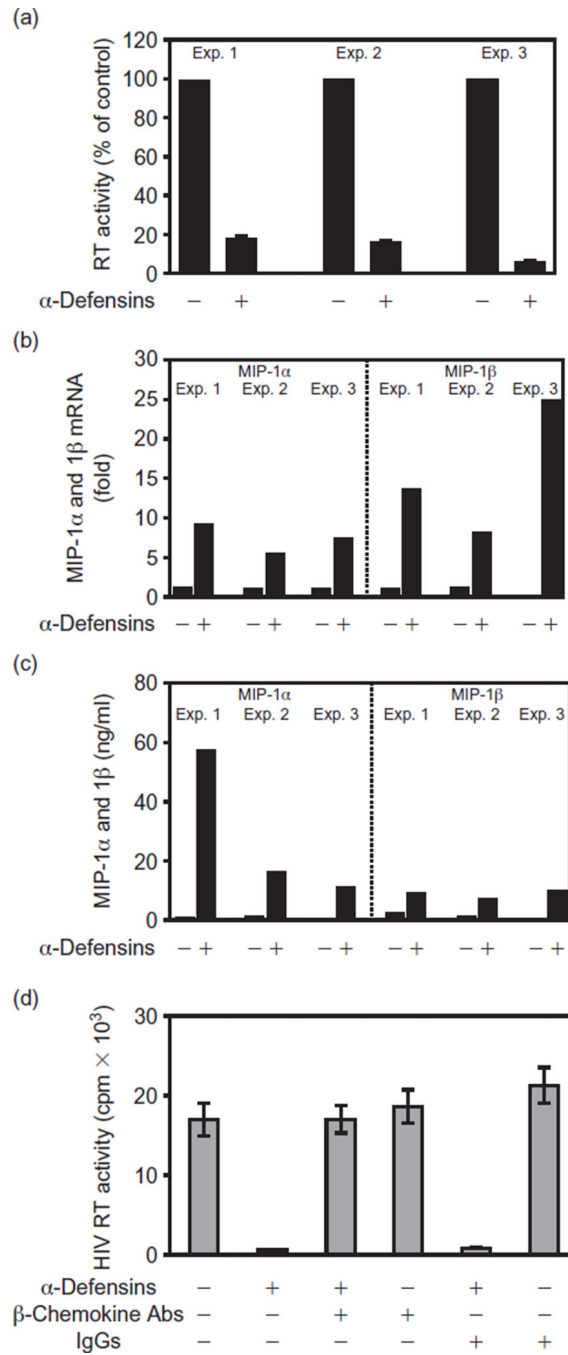 (a)
RT activity (% of control)
120
100
80
60
40
20
0
Exp. 1 Exp. 2 Exp. 3
α-Defensins − + − + − +
(b)
MIP-1α and 1β mRNA
(fold)
30
25
20
15
10
5
0
MIP-1α MIP-1β
Exp. 1 Exp. 2 Exp. 3 Exp. 1 Exp. 2 Exp. 3
α-Defensins − + − + − + − + − + − +
(c)
MIP-1α and 1β (ng/ml)
80
60
40
20
0
MIP-1α MIP-1β
Exp. 1 Exp. 2 Exp. 3 Exp. 1 Exp. 2 Exp. 3
α-Defensins − + − + − + − + − + − +
(d)
HIV RT activity (cpm × 10³)
30
20
10
0
α-Defensins − + + − + −
β-Chemokine Abs − − + + − −
IgGs − − − − + +